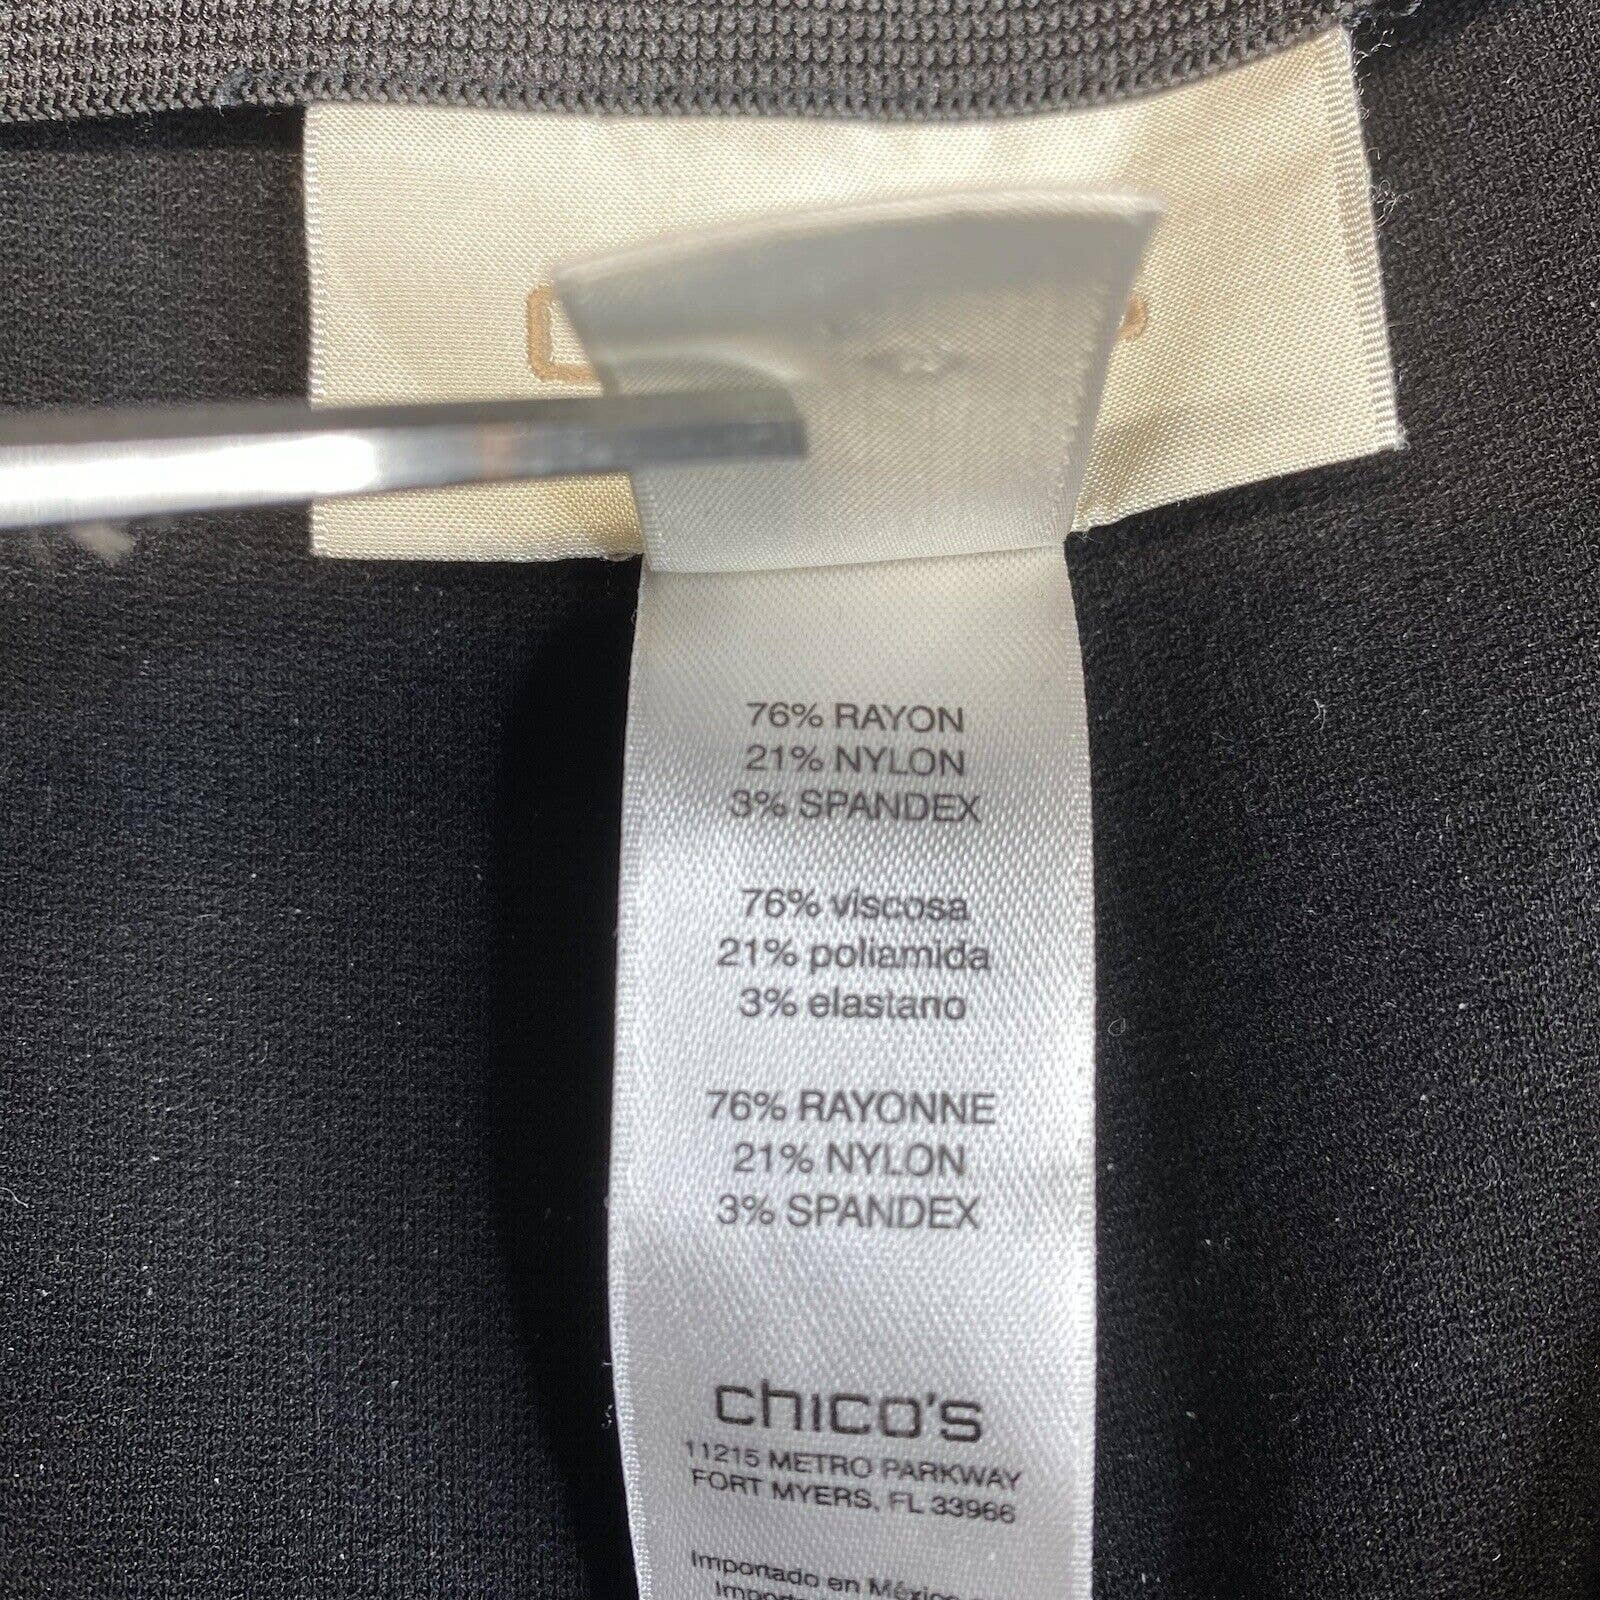 76% RAYON
21% NYLON
3% SPANDEX
76% viscosa
21% poliamida
3% elastano
76% RAYONNE
21% NYLON
3% SPANDEX
chico's
11215 METRO PARKWAY
FORT MYERS, FL 33966
Importado en México